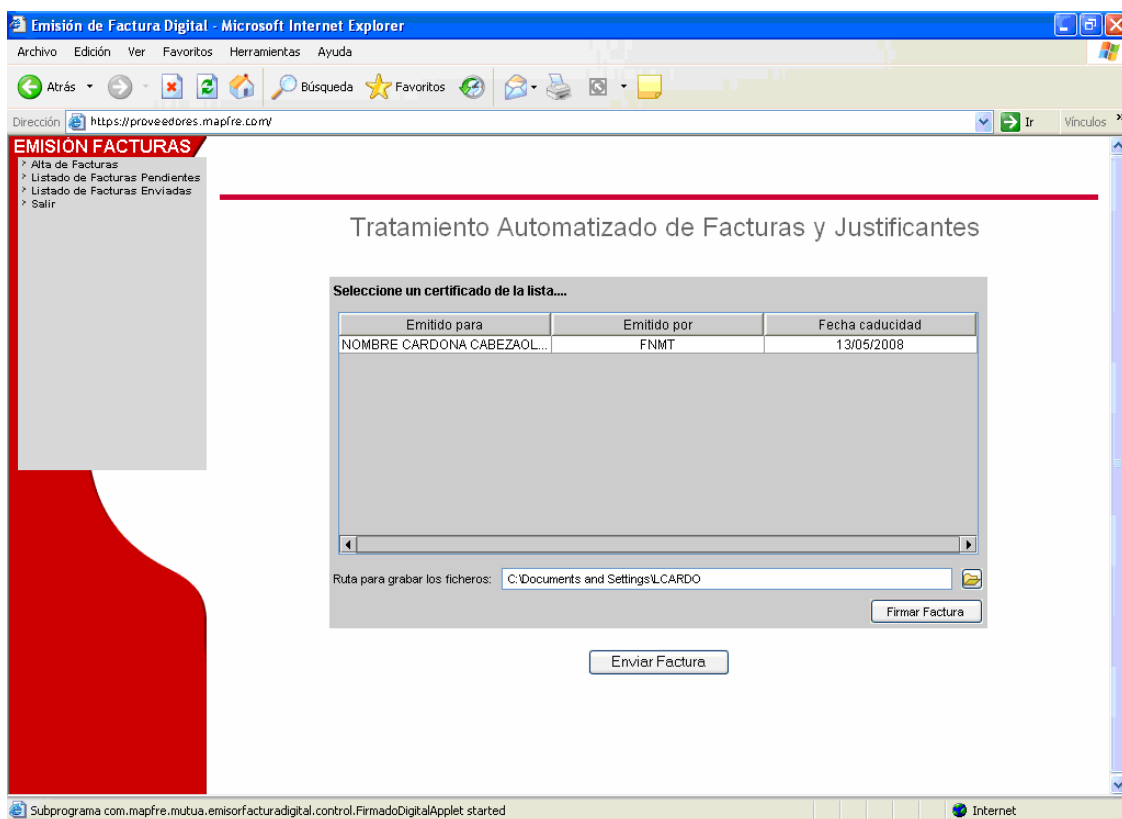 Emisión de Factura Digital - Microsoft Internet Explorer
Archivo Edición Ver Favoritos Herramientas Ayuda
Atrás Búsqueda Favoritos
Dirección https://proveedores.mapfre.com/ Ir Vínculos »
EMISIÓN FACTURAS
> Alta de Facturas
> Listado de Facturas Pendientes
> Listado de Facturas Enviadas
> Salir
Tratamiento Automatizado de Facturas y Justificantes
Seleccione un certificado de la lista....
Emitido para Emitido por Fecha caducidad
NOMBRE CARDONA CABEZAOL... FNMT 13/05/2008
Ruta para grabar los ficheros: C:\Documents and Settings\LCARDO
Firmar Factura
Enviar Factura
Subprograma com.mapfre.mutua.emisorfacturadigital.control.FirmadoDigitalApplet started Internet